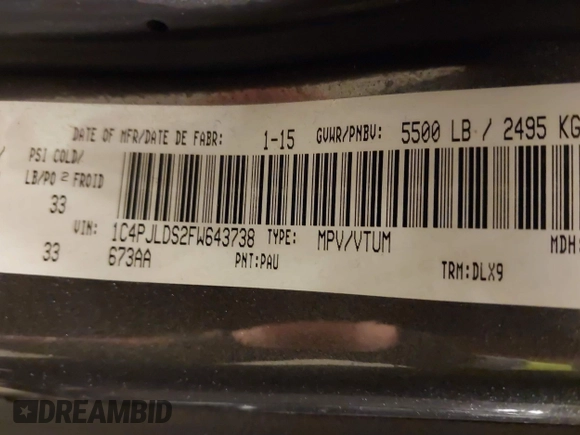 DATE OF MFR/DATE DE FABR: 1-15 GVWR/PNBV: 5500 LB / 2495 KG
PSI COLD/
LB/PO2 FROID
33
VIN: 1C4PJLDS2FW643738 TYPE: MPV/VTUM MDH:
33 673AA PNT:PAU TRM:DLX9
DREAMBID